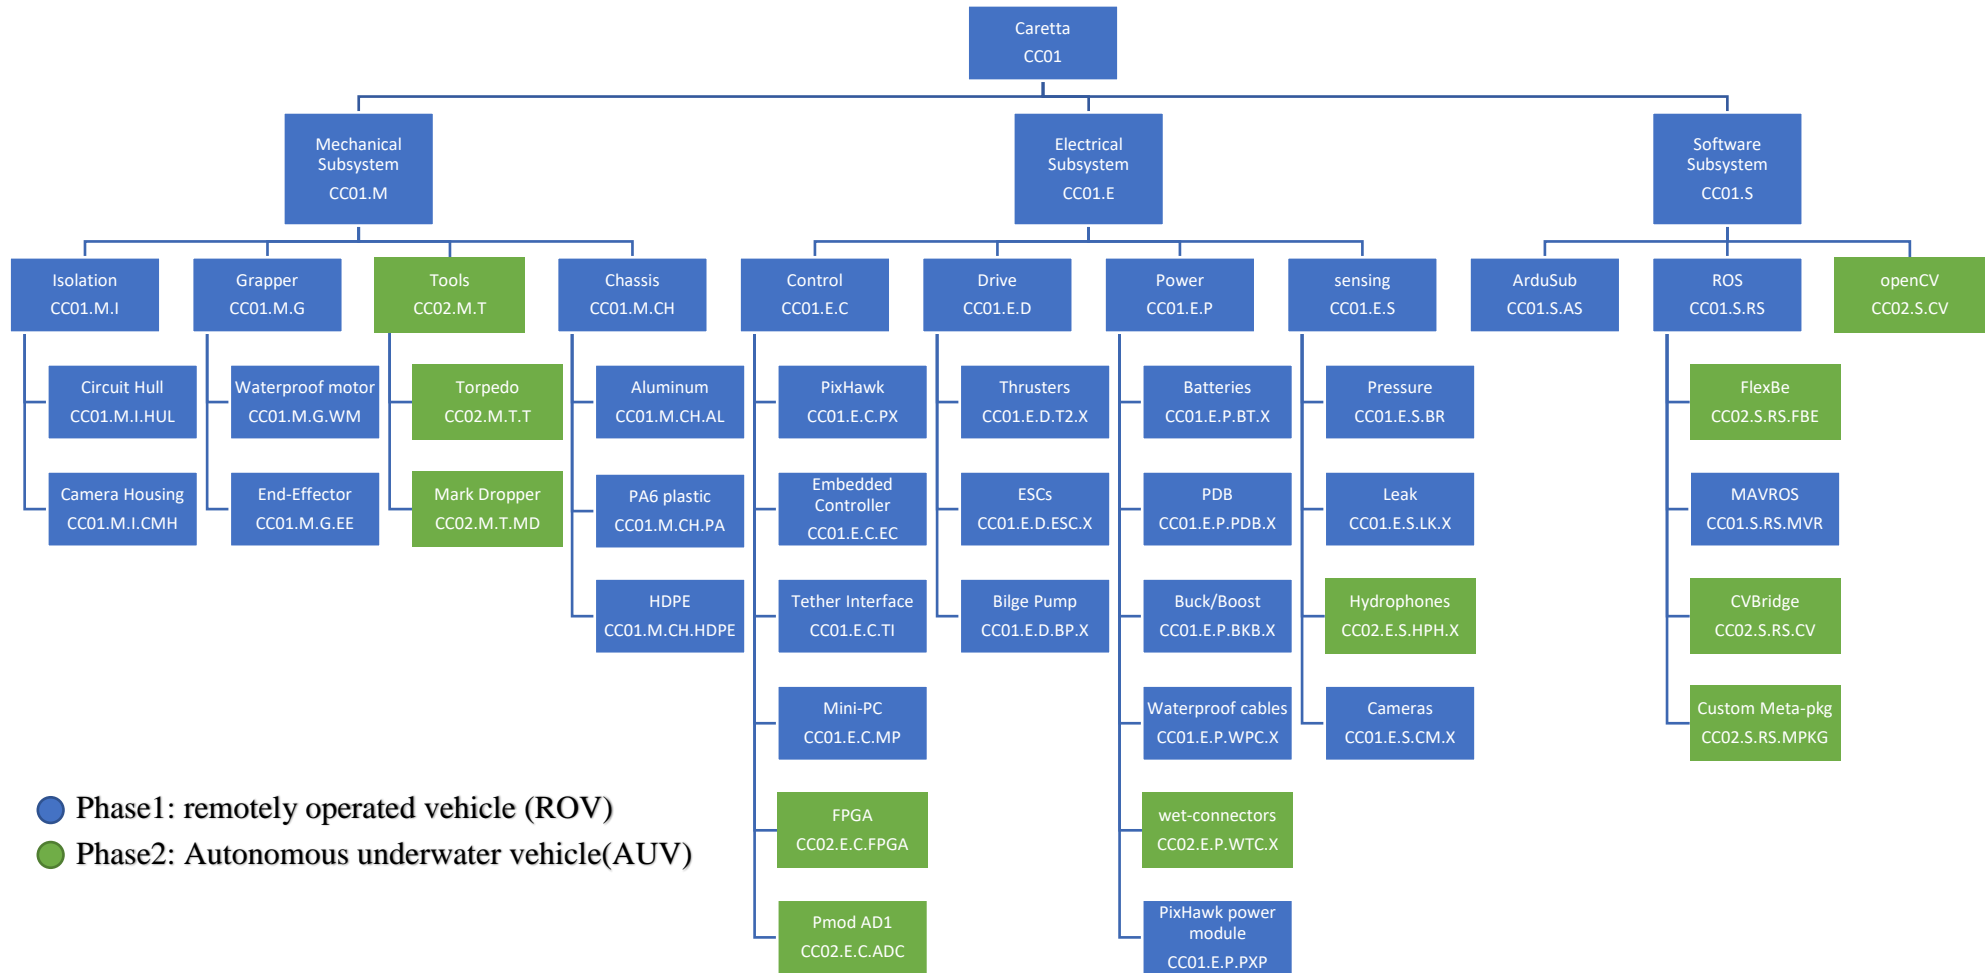 Caretta
CC01
Mechanical
Subsystem
CC01.M
Electrical
Subsystem
CC01.E
Software
Subsystem
CC01.S
Isolation
CC01.M.I
Grapper
CC01.M.G
Tools
CC02.M.T
Chassis
CC01.M.CH
Control
CC01.E.C
Drive
CC01.E.D
Power
CC01.E.P
sensing
CC01.E.S
ArduSub
CC01.S.AS
ROS
CC01.S.RS
openCV
CC02.S.CV
Circuit Hull
CC01.M.I.HUL
Camera Housing
CC01.M.I.CMH
Waterproof motor
CC01.M.G.WM
End-Effector
CC01.M.G.EE
Torpedo
CC02.M.T.T
Mark Dropper
CC02.M.T.MD
Aluminum
CC01.M.CH.AL
PA6 plastic
CC01.M.CH.PA
HDPE
CC01.M.CH.HDPE
PixHawk
CC01.E.C.PX
Embedded
Controller
CC01.E.C.EC
Tether Interface
CC01.E.C.TI
Mini-PC
CC01.E.C.MP
FPGA
CC02.E.C.FPGA
Pmod AD1
CC02.E.C.ADC
Thrusters
CC01.E.D.T2.X
ESCs
CC01.E.D.ESC.X
Bilge Pump
CC01.E.D.BP.X
Batteries
CC01.E.P.BT.X
PDB
CC01.E.P.PDB.X
Buck/Boost
CC01.E.P.BKB.X
Waterproof cables
CC01.E.P.WPC.X
wet-connectors
CC02.E.P.WTC.X
PixHawk power
module
CC01.E.P.PXP
Pressure
CC01.E.S.BR
Leak
CC01.E.S.LK.X
Hydrophones
CC02.E.S.HPH.X
Cameras
CC01.E.S.CM.X
FlexBe
CC02.S.RS.FBE
MAVROS
CC01.S.RS.MVR
CVBridge
CC02.S.RS.CV
Custom Meta-pkg
CC02.S.RS.MPKG
Phase1: remotely operated vehicle (ROV)
Phase2: Autonomous underwater vehicle(AUV)